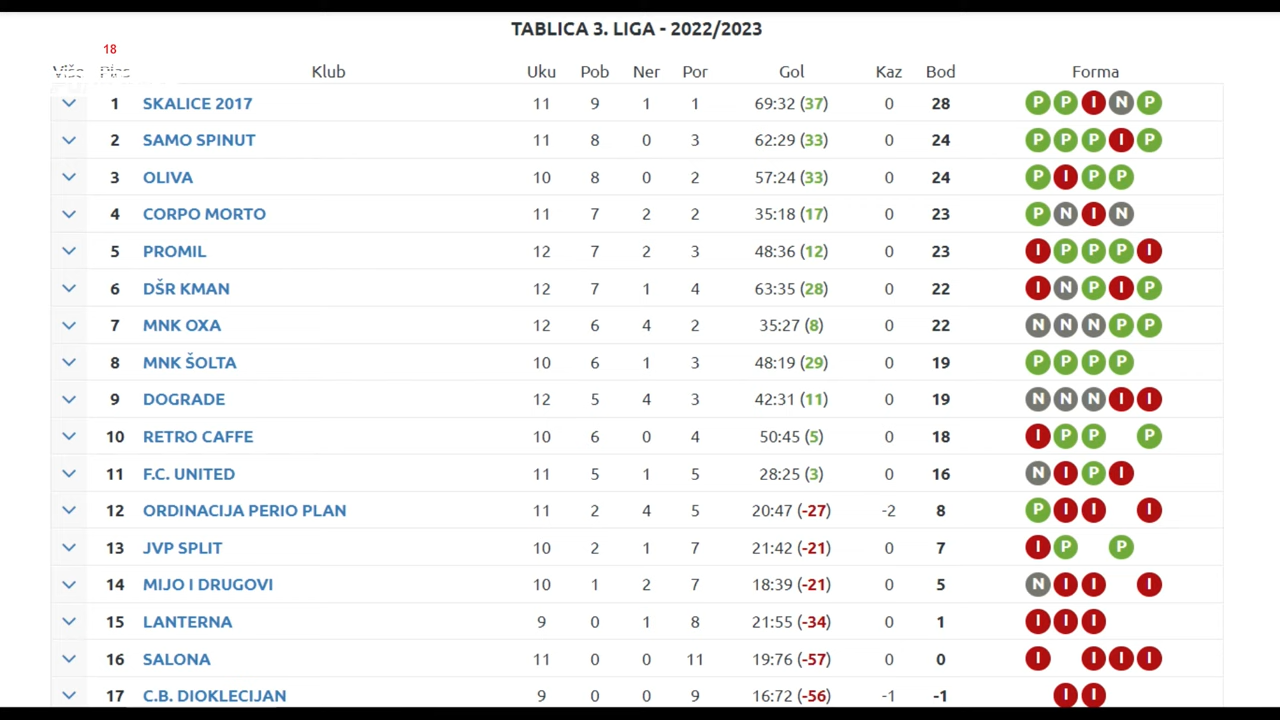 TABLICA 3. LIGA - 2022/2023
18
Klub Uku Pob Ner Por Gol Kaz Bod Forma
1 SKALICE 2017 11 9 1 1 69:32 (37) 0 28 P P I N P
2 SAMO SPINUT 11 8 0 3 62:29 (33) 0 24 P P P I P
3 OLIVA 10 8 0 2 57:24 (33) 0 24 P I P P
4 CORPO MORTO 11 7 2 2 35:18 (17) 0 23 P N I N
5 PROMIL 12 7 2 3 48:36 (12) 0 23 I P P P I
6 DŠR KMAN 12 7 1 4 63:35 (28) 0 22 I N P I P
7 MNK OXA 12 6 4 2 35:27 (8) 0 22 N N N P P
8 MNK ŠOLTA 10 6 1 3 48:19 (29) 0 19 P P P P
9 DOGRADE 12 5 4 3 42:31 (11) 0 19 N N N I I
10 RETRO CAFFE 10 6 0 4 50:45 (5) 0 18 I P P P
11 F.C. UNITED 11 5 1 5 28:25 (3) 0 16 N I P I
12 ORDINACIJA PERIO PLAN 11 2 4 5 20:47 (-27) -2 8 P I I I
13 JVP SPLIT 10 2 1 7 21:42 (-21) 0 7 I P P
14 MIJO I DRUGOVI 10 1 2 7 18:39 (-21) 0 5 N I I I
15 LANTERNA 9 0 1 8 21:55 (-34) 0 1 I I I
16 SALONA 11 0 0 11 19:76 (-57) 0 0 I I I I
17 C.B. DIOKLECIJAN 9 0 0 9 16:72 (-56) -1 -1 I I